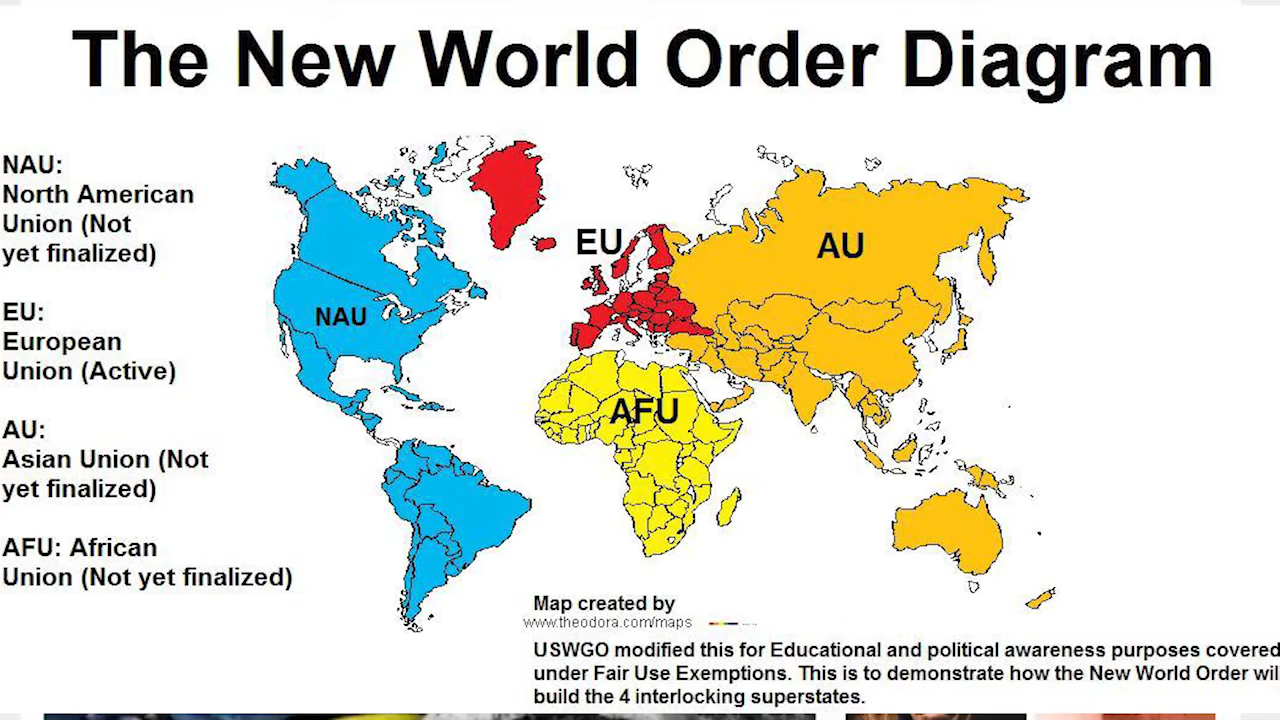 The New World Order Diagram
NAU:
North American
Union (Not
yet finalized)
EU:
European
Union (Active)
AU:
Asian Union (Not
yet finalized)
AFU: African
Union (Not yet finalized)
NAU
EU
AU
AFU
Map created by
www.theodora.com/maps
USWGO modified this for Educational and political awareness purposes covered
under Fair Use Exemptions. This is to demonstrate how the New World Order wil
build the 4 interlocking superstates.